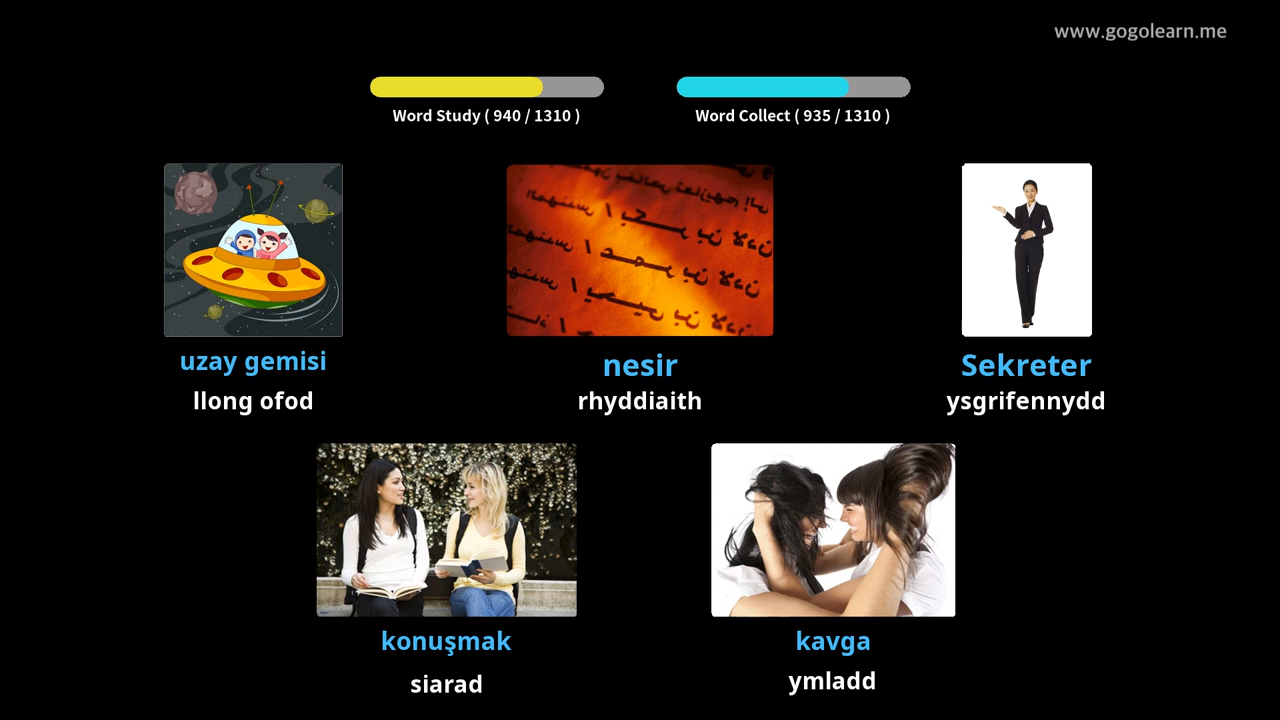 www.gogolearn.me
Word Study ( 940 / 1310 )
Word Collect ( 935 / 1310 )
uzay gemisi
llong ofod
nesir
rhyddiaith
Sekreter
ysgrifennydd
konuşmak
siarad
kavga
ymladd